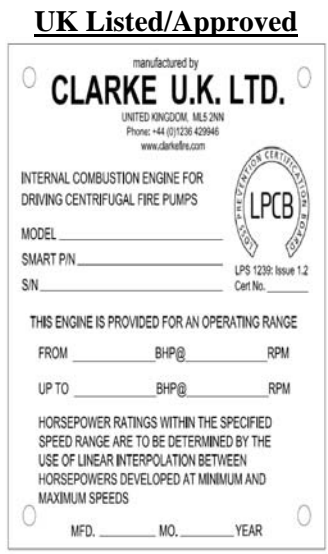 UK Listed/Approved
manufactured by
CLARKE U.K. LTD.
UNITED KINGDOM, ML5 2NN
Phone: +44 (0)1236 429946
www.clarkefire.com
INTERNAL COMBUSTION ENGINE FOR
DRIVING CENTRIFUGAL FIRE PUMPS
LOSS PREVENTION CERTIFICATION BOARD
LPCB
MODEL
SMART P/N
S/N
LPS 1239: Issue 1.2
Cert No.
THIS ENGINE IS PROVIDED FOR AN OPERATING RANGE
FROM BHP@ RPM
UP TO BHP@ RPM
HORSEPOWER RATINGS WITHIN THE SPECIFIED
SPEED RANGE ARE TO BE DETERMINED BY THE
USE OF LINEAR INTERPOLATION BETWEEN
HORSEPOWERS DEVELOPED AT MINIMUM AND
MAXIMUM SPEEDS
MFD. MO. YEAR